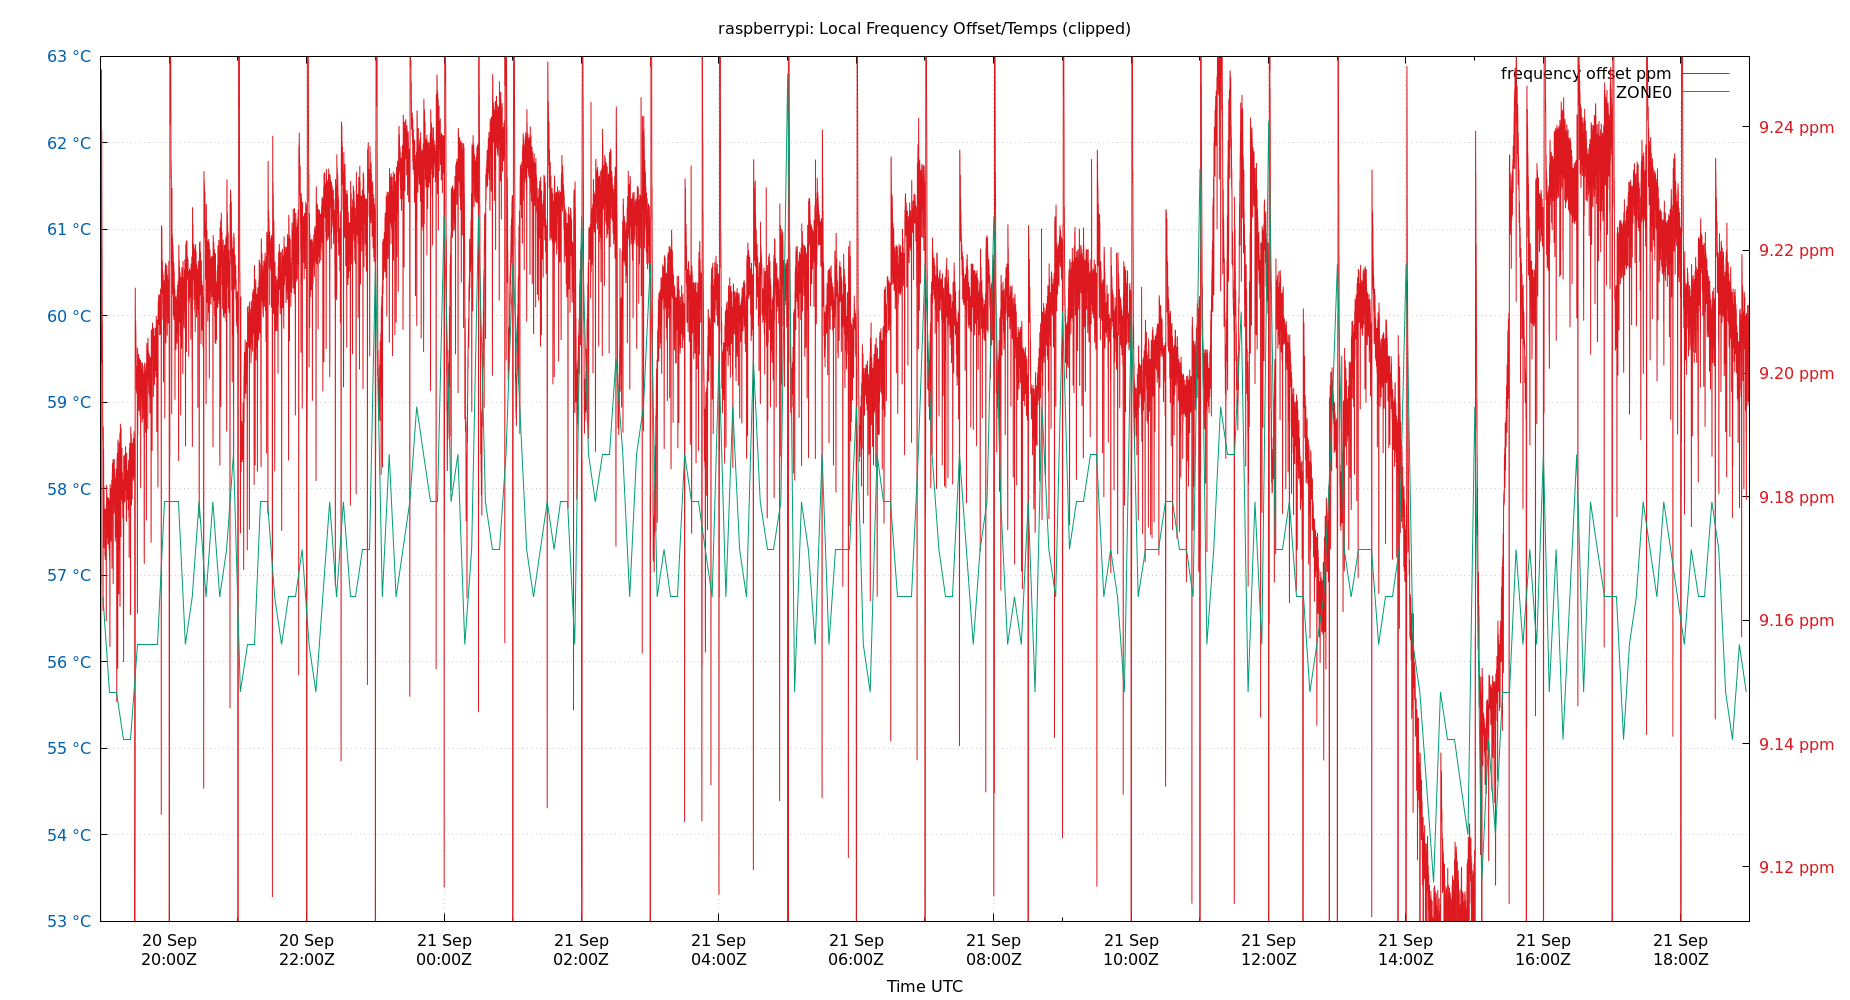 raspberrypi: Local Frequency Offset/Temps (clipped)
63 °C
62 °C
61 °C
60 °C
59 °C
58 °C
57 °C
56 °C
55 °C
54 °C
53 °C
frequency offset ppm
ZONE0
9.24 ppm
9.22 ppm
9.20 ppm
9.18 ppm
9.16 ppm
9.14 ppm
9.12 ppm
20 Sep 20 Sep 21 Sep 21 Sep 21 Sep 21 Sep 21 Sep 21 Sep 21 Sep 21 Sep 21 Sep 21 Sep
20:00Z 22:00Z 00:00Z 02:00Z 04:00Z 06:00Z 08:00Z 10:00Z 12:00Z 14:00Z 16:00Z 18:00Z
Time UTC